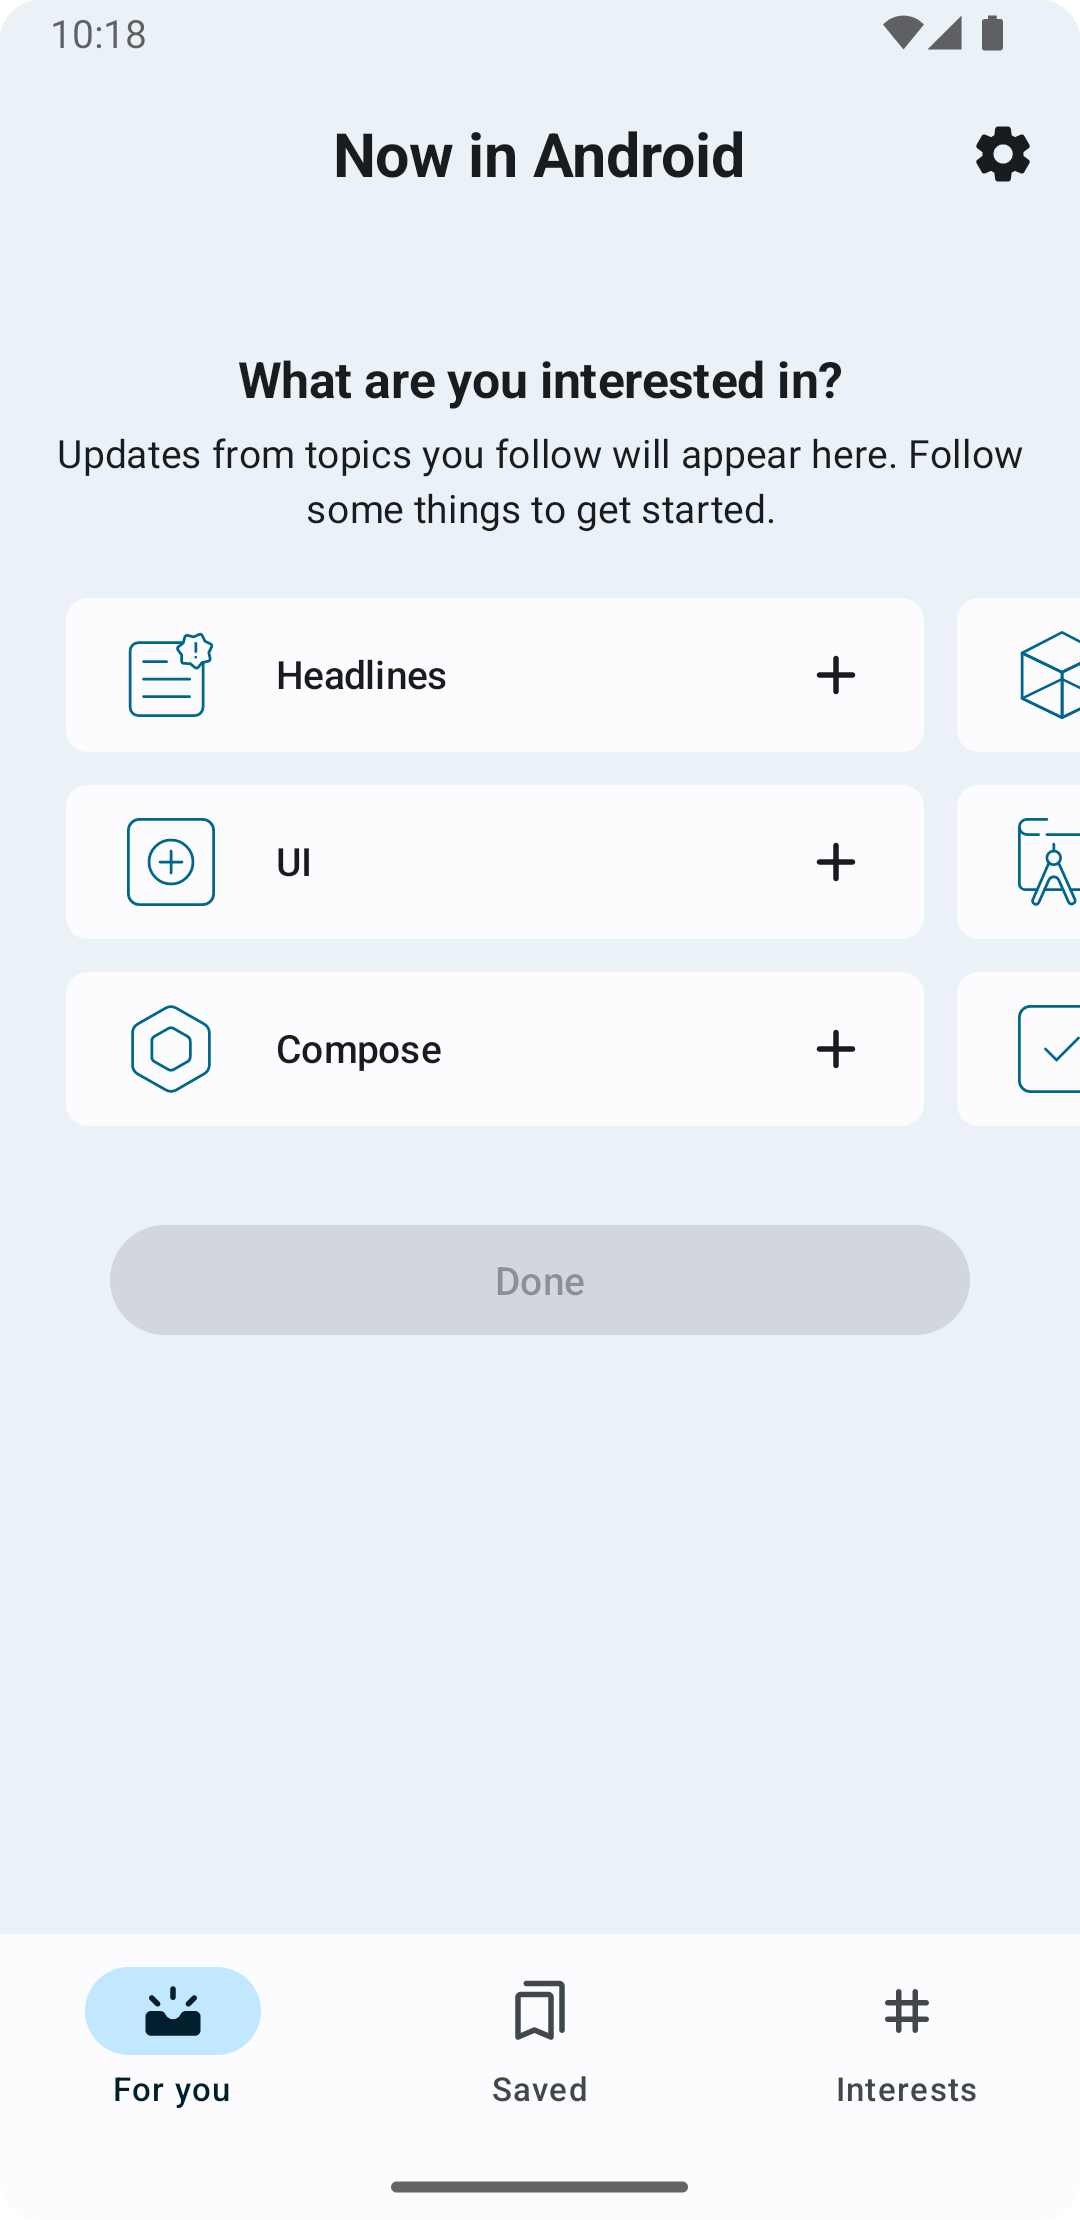 10:18
Now in Android
What are you interested in?
Updates from topics you follow will appear here. Follow
some things to get started.
Headlines
UI
Compose
Done
For you
Saved
Interests